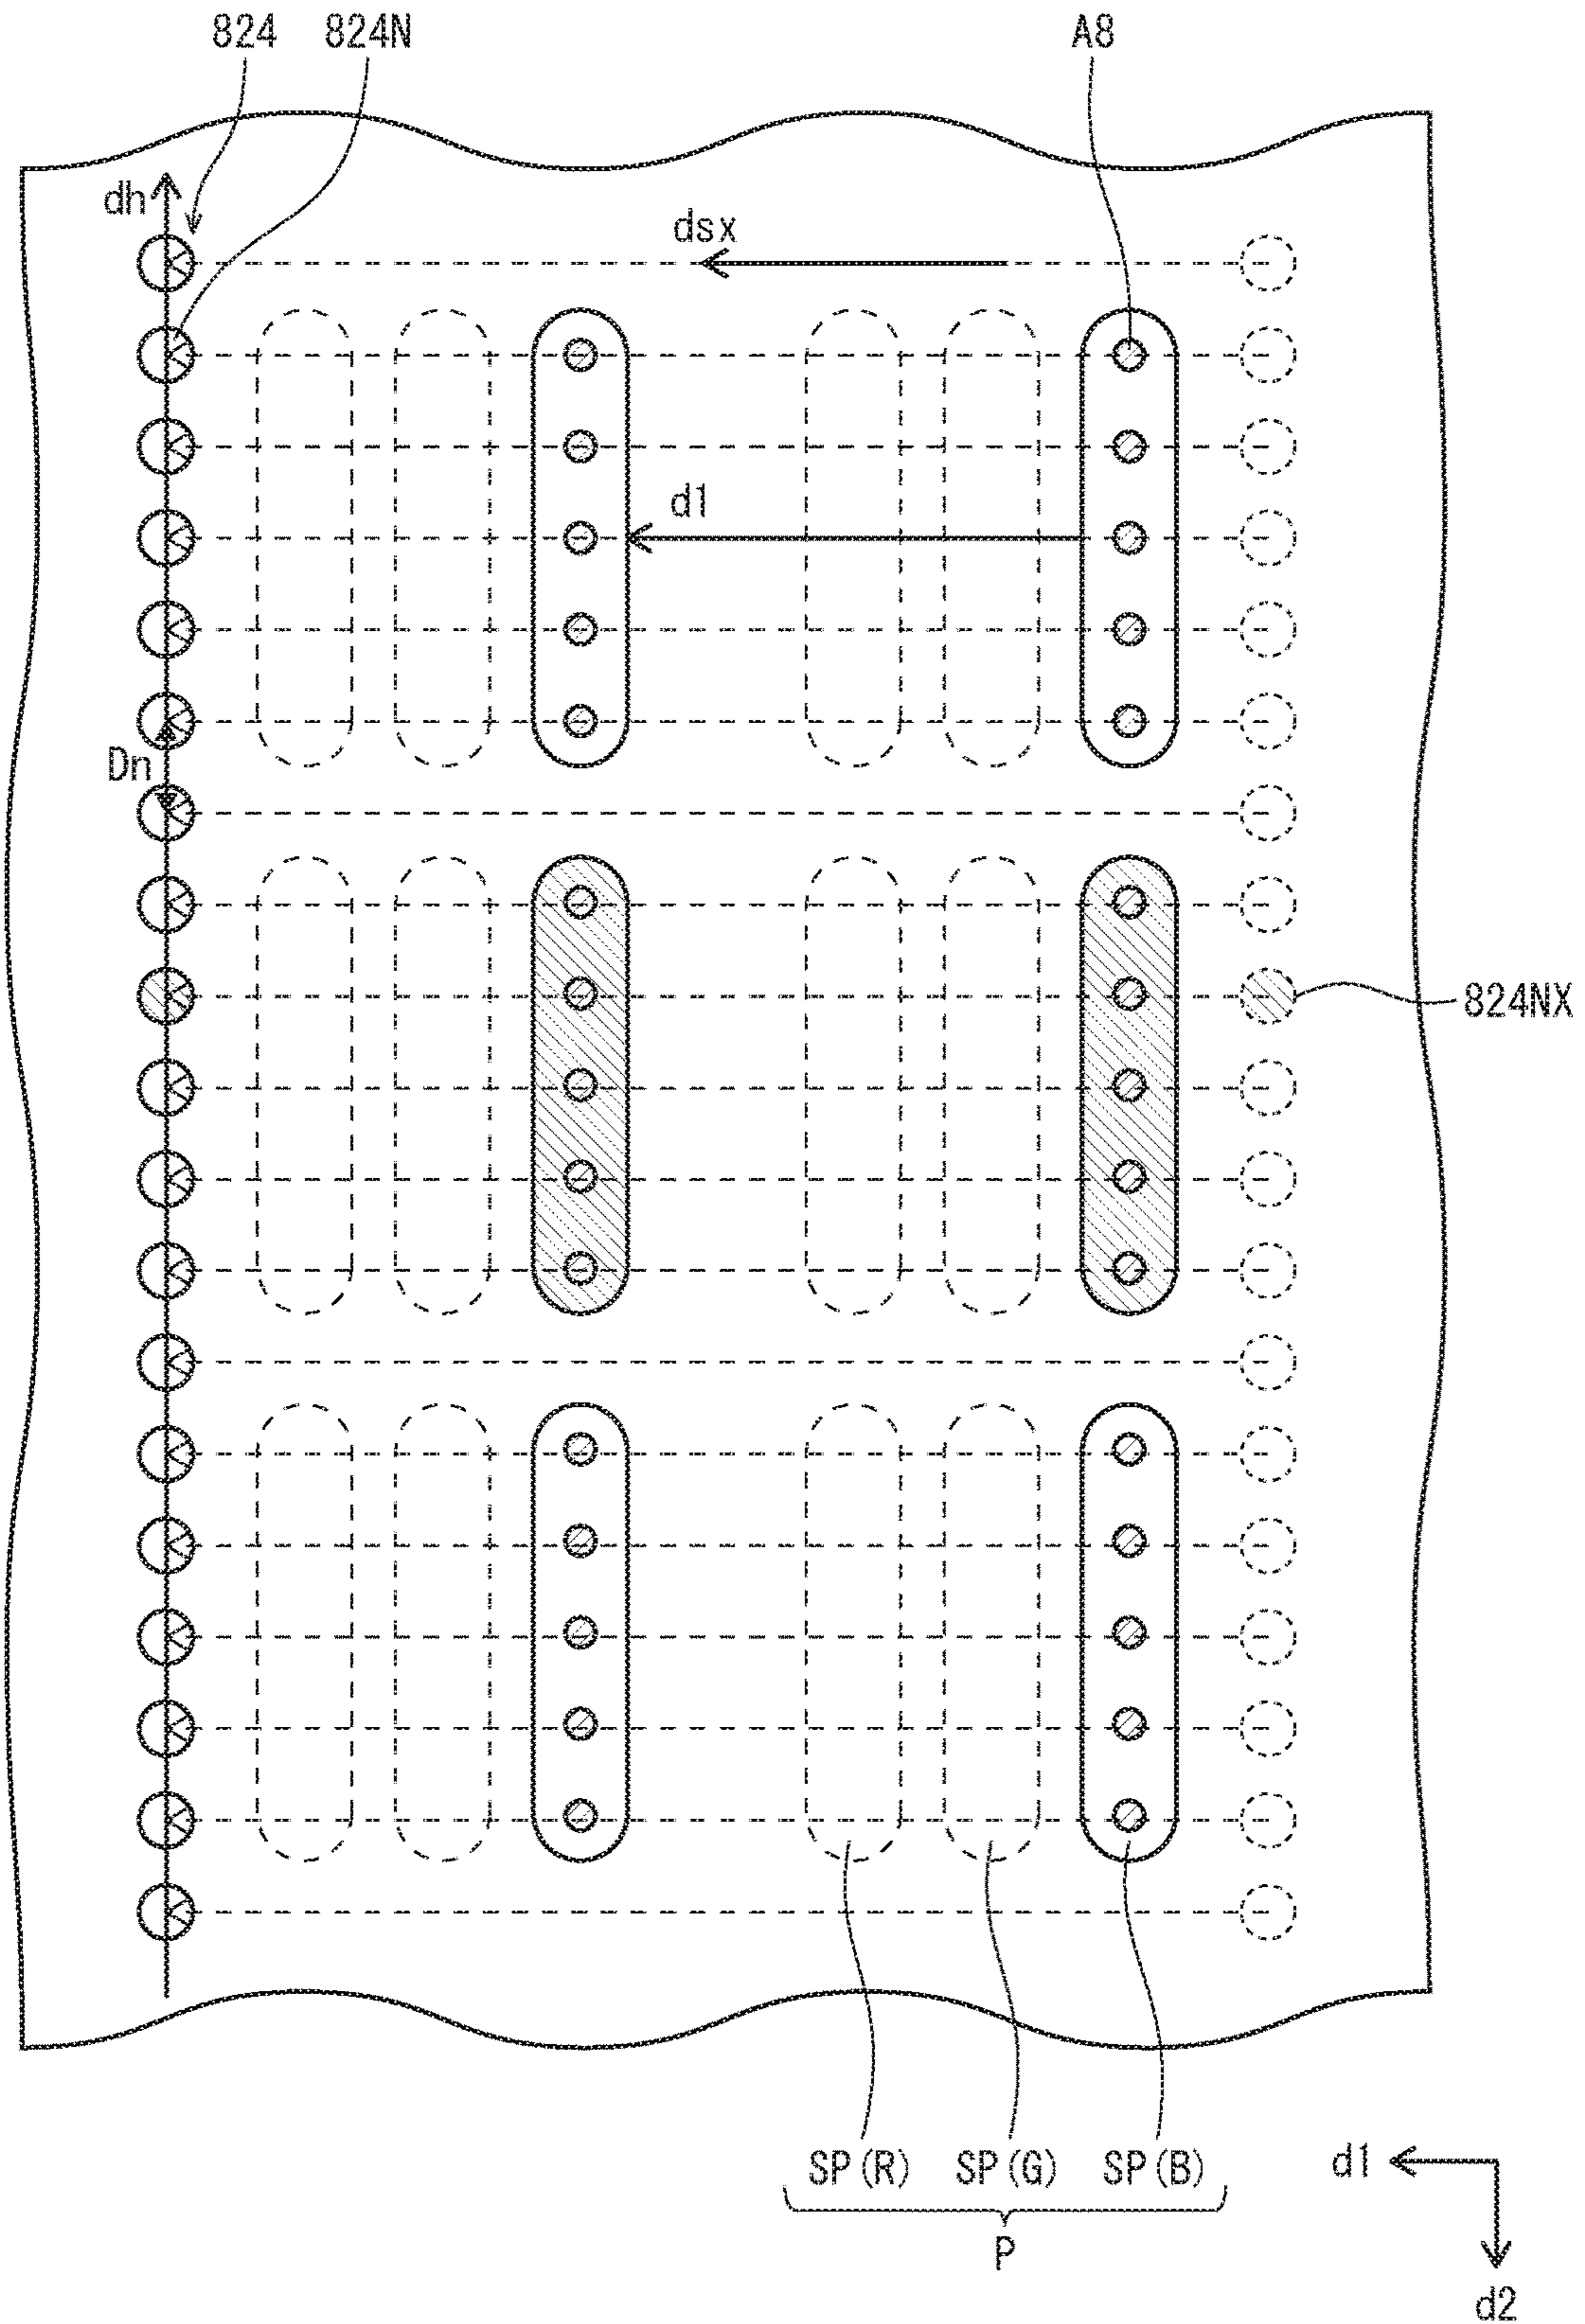 824 824N A8
dh
dsx
d1
Dn
824NX
SP(R) SP(G) SP(B)
d1
P
d2